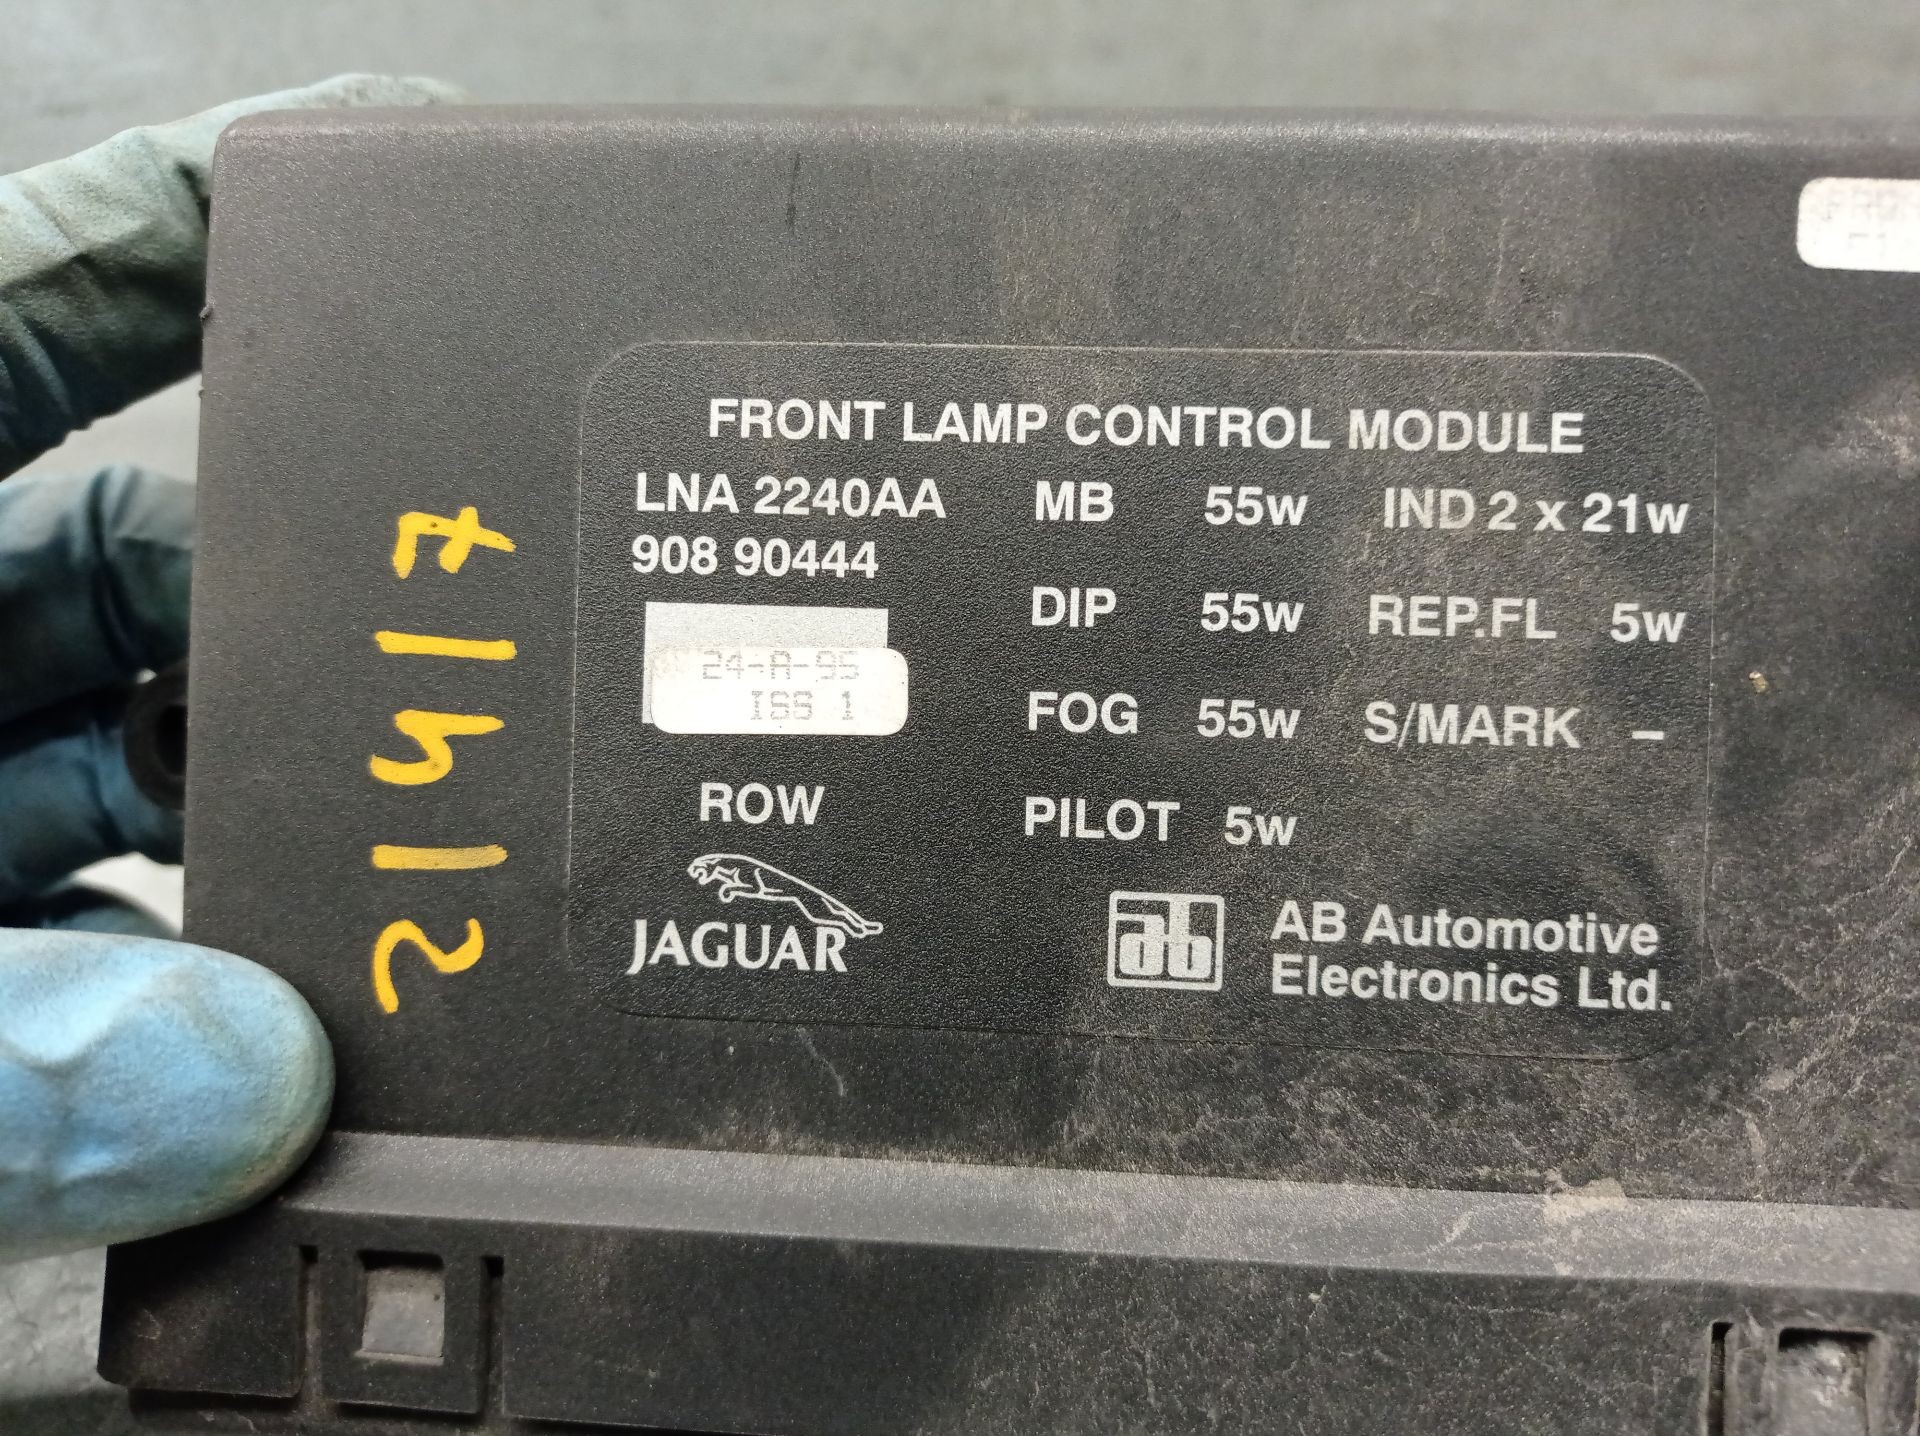 FRONT LAMP CONTROL MODULE
LNA 2240AA MB 55w IND 2 x 21w
908 90444
DIP 55w REP.FL 5w
24-A-95
ISS 1
FOG 55w S/MARK –
ROW
PILOT 5w
JAGUAR
ab
AB Automotive
Electronics Ltd.
21417